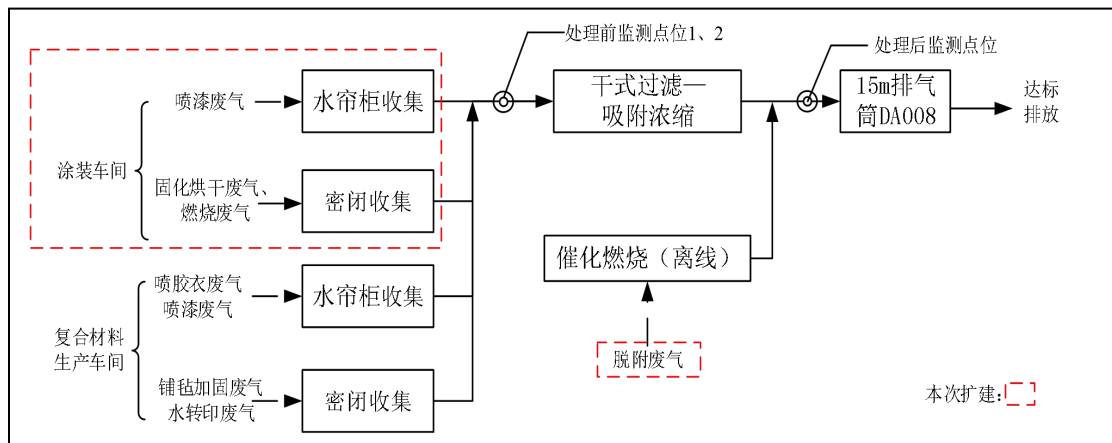 处理前监测点位1、2
处理后监测点位
涂装车间
喷漆废气
水帘柜收集
固化烘干废气、
燃烧废气
密闭收集
干式过滤—
吸附浓缩
15m排气
筒DA008
达标
排放
催化燃烧（离线）
脱附废气
复合材料
生产车间
喷胶衣废气
喷漆废气
水帘柜收集
铺毡加固废气
水转印废气
密闭收集
本次扩建：